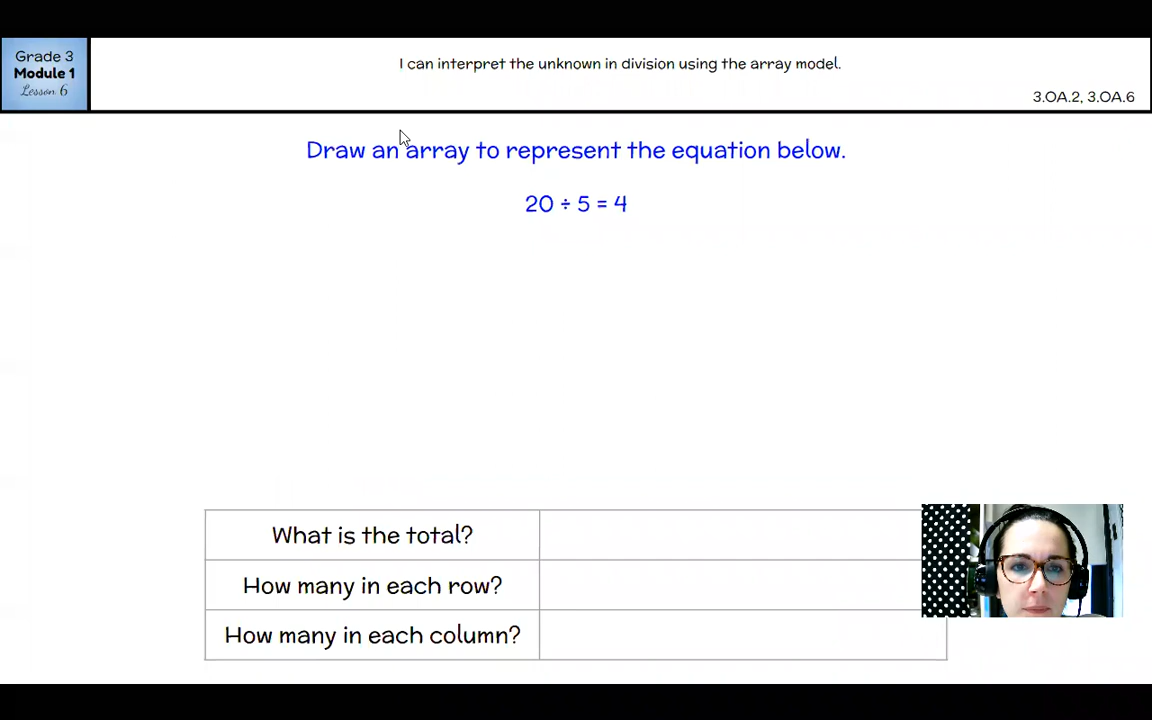 Grade 3
Module 1
Lesson 6
I can interpret the unknown in division using the array model.
3.OA.2, 3.OA.6
Draw an array to represent the equation below.
20 ÷ 5 = 4
What is the total?
How many in each row?
How many in each column?